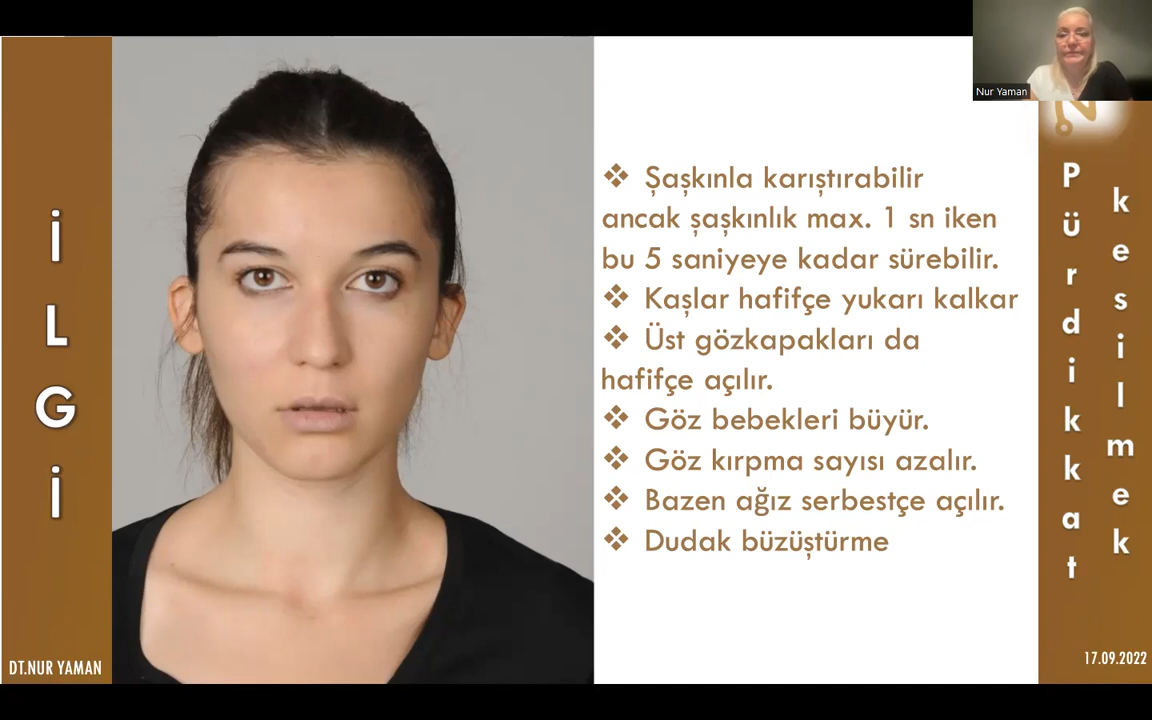 Nur Yaman
İLGİ
❖ Şaşkınla karıştırabilir
ancak şaşkınlık max. 1 sn iken
bu 5 saniyeye kadar sürebilir.
❖ Kaşlar hafifçe yukarı kalkar
❖ Üst gözkapakları da
hafifçe açılır.
❖ Göz bebekleri büyür.
❖ Göz kırpma sayısı azalır.
❖ Bazen ağız serbestçe açılır.
❖ Dudak büzüştürme
Pürdikkat
kesilmek
DT.NUR YAMAN
17.09.2022